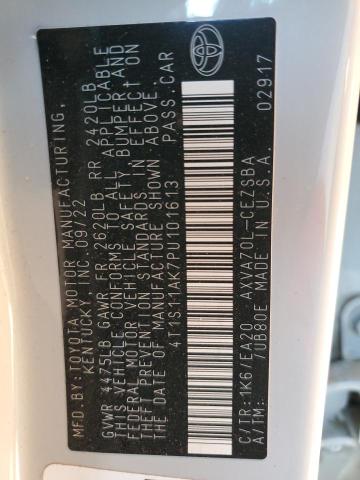 MFD. BY:TOYOTA MOTOR MANUFACTURING,
KENTUCKY, INC. 09/22
GVWR 4475LB GAWR FR 2620LB RR 2420LB
THIS VEHICLE CONFORMS TO ALL APPLICABLE
FEDERAL MOTOR VEHICLE SAFETY, BUMPER AND
THEFT PREVENTION STANDARDS IN EFFECT ON
THE DATE OF MANUFACTURE SHOWN ABOVE.
4T1S11AK7PU101613 PASS.CAR
C/TR:1K6/EA20 AXVA70L-CEZSBA
A/TM: /UB80E MADE IN U.S.A. 02917